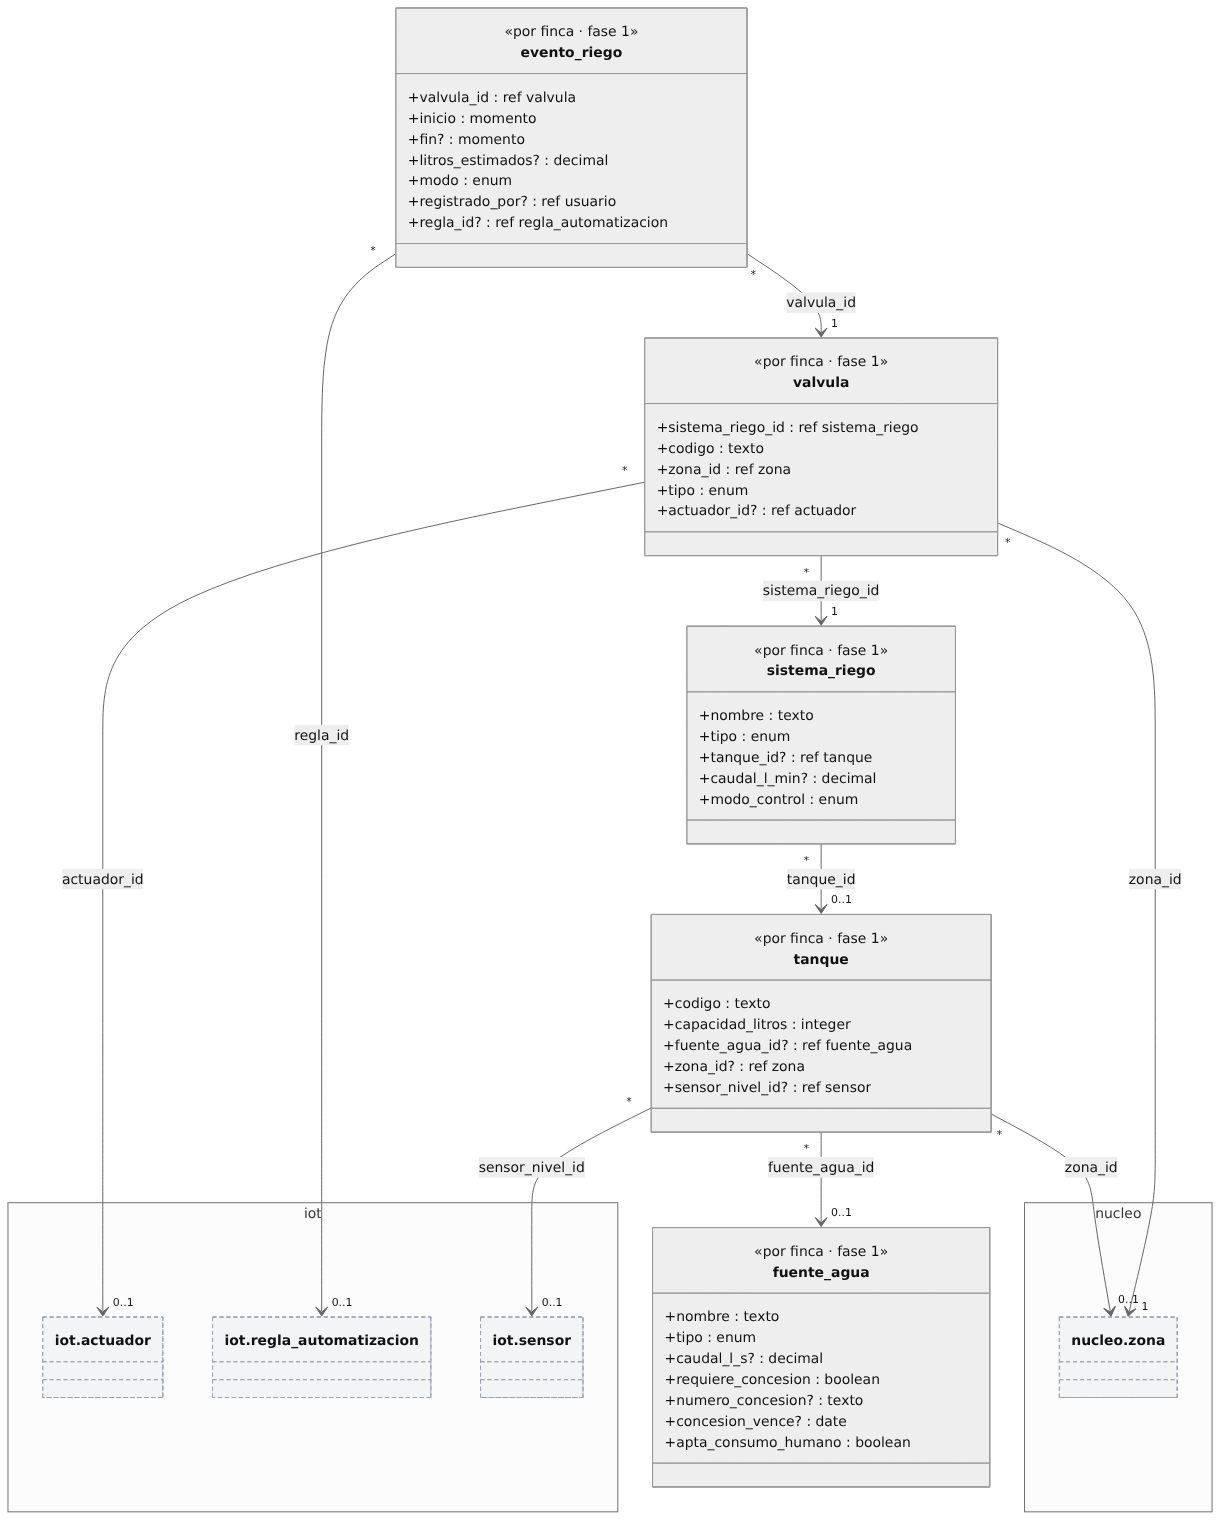 «por finca · fase 1»
evento_riego
+valvula_id : ref valvula
+inicio : momento
+fin? : momento
+litros_estimados? : decimal
+modo : enum
+registrado_por? : ref usuario
+regla_id? : ref regla_automatizacion
*
*
valvula_id
1
«por finca · fase 1»
valvula
+sistema_riego_id : ref sistema_riego
+codigo : texto
+zona_id : ref zona
+tipo : enum
+actuador_id? : ref actuador
*
*
*
sistema_riego_id
1
«por finca · fase 1»
sistema_riego
+nombre : texto
+tipo : enum
+tanque_id? : ref tanque
+caudal_l_min? : decimal
+modo_control : enum
regla_id
*
actuador_id
tanque_id
zona_id
0..1
«por finca · fase 1»
tanque
+codigo : texto
+capacidad_litros : integer
+fuente_agua_id? : ref fuente_agua
+zona_id? : ref zona
+sensor_nivel_id? : ref sensor
*
*
*
sensor_nivel_id
fuente_agua_id
zona_id
0..1
iot
nucleo
«por finca · fase 1»
fuente_agua
+nombre : texto
+tipo : enum
+caudal_l_s? : decimal
+requiere_concesion : boolean
+numero_concesion? : texto
+concesion_vence? : date
+apta_consumo_humano : boolean
0..1
0..1
0..1
0..1
1
iot.actuador
iot.regla_automatizacion
iot.sensor
nucleo.zona